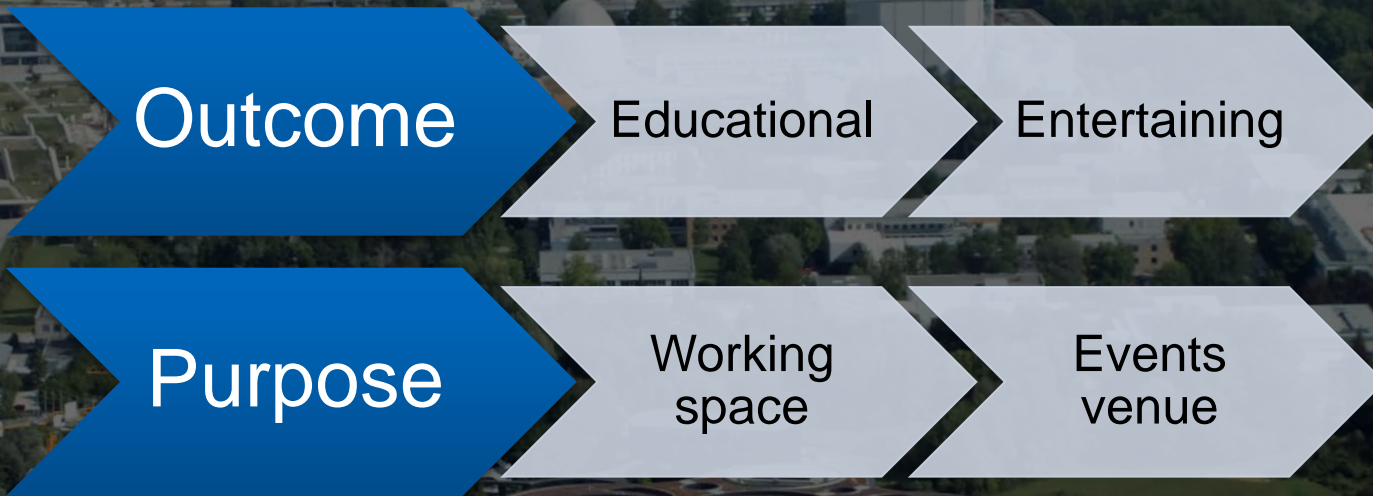 Outcome
Educational
Entertaining
Purpose
Working
space
Events
venue